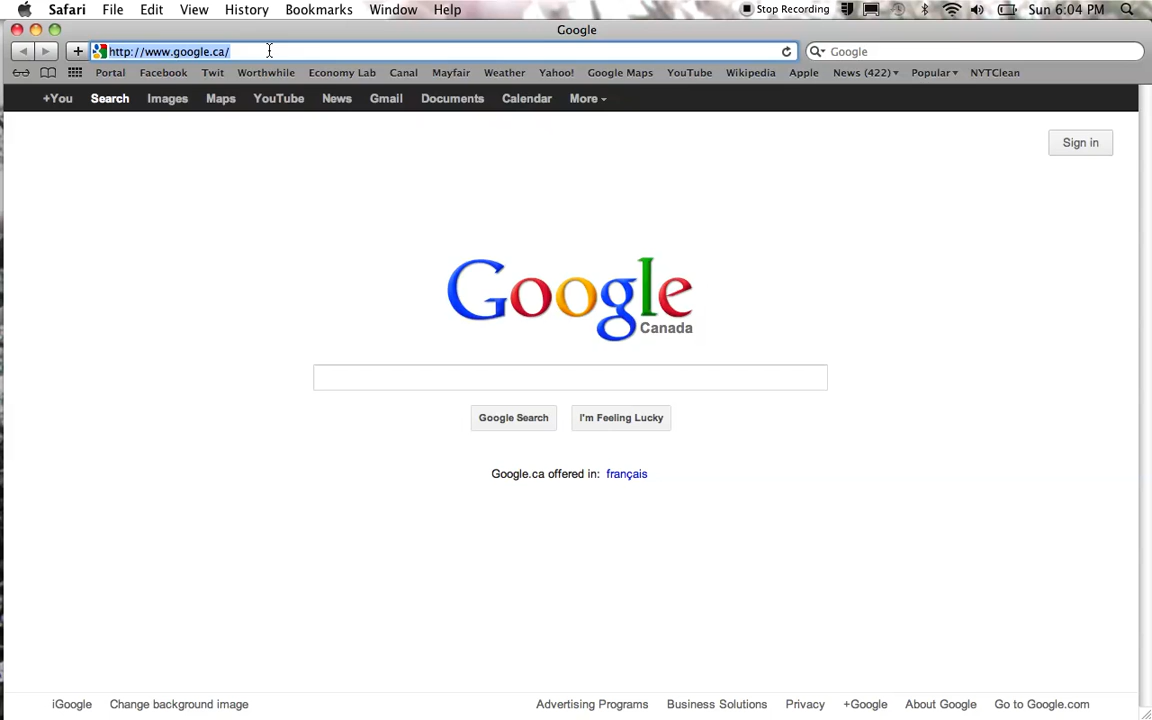 Safari File Edit View History Bookmarks Window Help Stop Recording Sun 6:04 PM
Google
http://www.google.ca/ Google
Portal Facebook Twit Worthwhile Economy Lab Canal Mayfair Weather Yahoo! Google Maps YouTube Wikipedia Apple News (422) Popular NYTClean
+You Search Images Maps YouTube News Gmail Documents Calendar More
Sign in
Google
Canada
Google Search I'm Feeling Lucky
Google.ca offered in: français
iGoogle Change background image Advertising Programs Business Solutions Privacy +Google About Google Go to Google.com